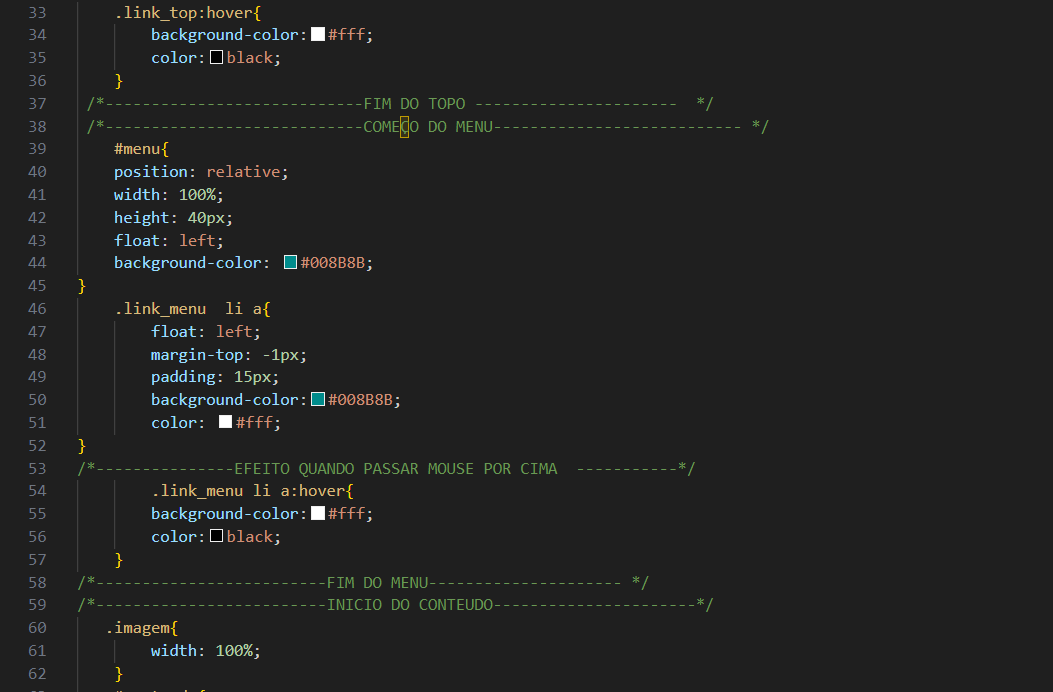 33 .link_top:hover{
34 background-color:#fff;
35 color:black;
36 }
37 /*----------------------------FIM DO TOPO ----------------------  */
38 /*----------------------------COMEÇO DO MENU--------------------------- */
39 #menu{
40 position: relative;
41 width: 100%;
42 height: 40px;
43 float: left;
44 background-color: #008B8B;
45 }
46 .link_menu  li a{
47 float: left;
48 margin-top: -1px;
49 padding: 15px;
50 background-color:#008B8B;
51 color: #fff;
52 }
53 /*---------------EFEITO QUANDO PASSAR MOUSE POR CIMA  -----------*/
54 .link_menu li a:hover{
55 background-color:#fff;
56 color:black;
57 }
58 /*-------------------------FIM DO MENU--------------------- */
59 /*-------------------------INICIO DO CONTEUDO----------------------*/
60 .imagem{
61 width: 100%;
62 }